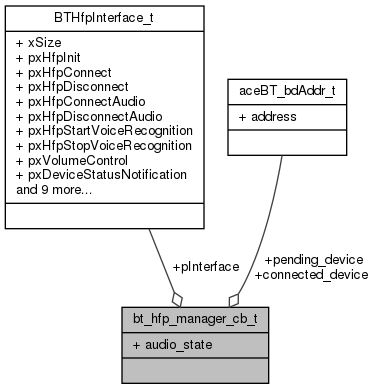 BTHfpInterface_t
+ xSize
+ pxHfpInit
+ pxHfpConnect
+ pxHfpDisconnect
+ pxHfpConnectAudio
+ pxHfpDisconnectAudio
+ pxHfpStartVoiceRecognition
+ pxHfpStopVoiceRecognition
+ pxVolumeControl
+ pxDeviceStatusNotification
and 9 more...
aceBT_bdAddr_t
+ address
+pInterface
+pending_device
+connected_device
bt_hfp_manager_cb_t
+ audio_state